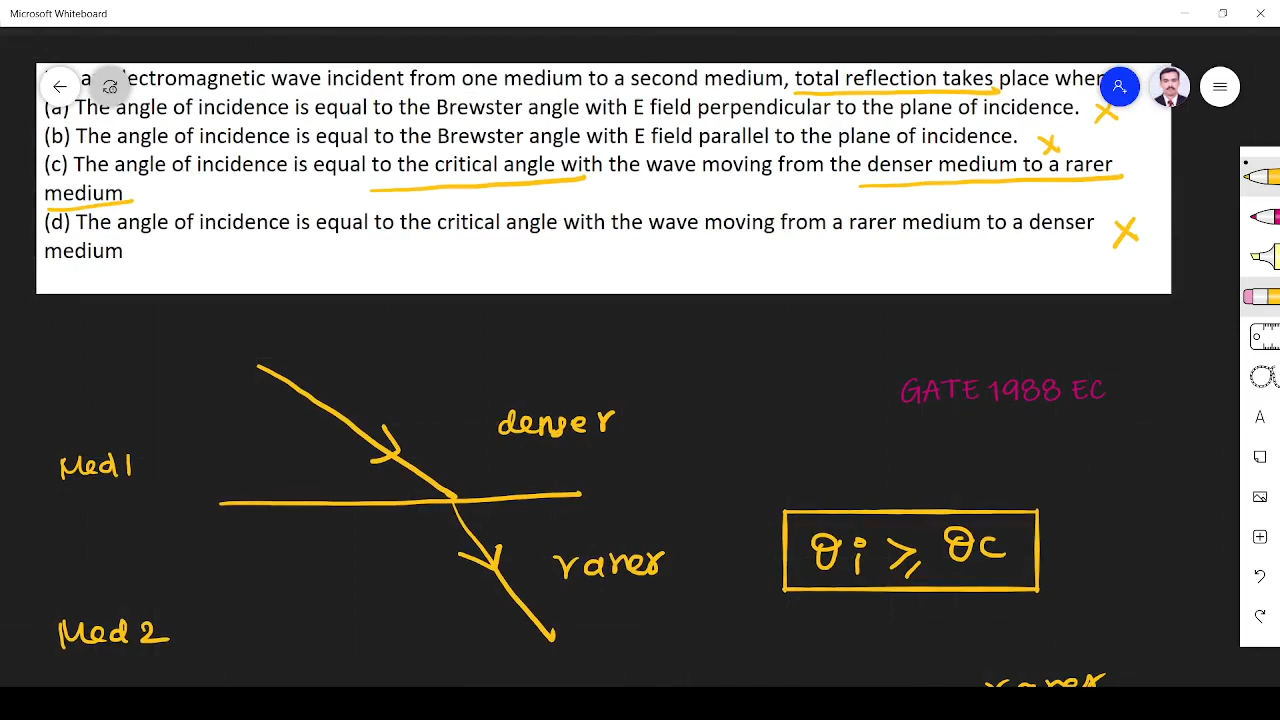 Microsoft Whiteboard
electromagnetic wave incident from one medium to a second medium, total reflection takes place when
(a) The angle of incidence is equal to the Brewster angle with E field perpendicular to the plane of incidence.
(b) The angle of incidence is equal to the Brewster angle with E field parallel to the plane of incidence.
(c) The angle of incidence is equal to the critical angle with the wave moving from the denser medium to a rarer
medium
(d) The angle of incidence is equal to the critical angle with the wave moving from a rarer medium to a denser
medium
GATE 1988 EC
denser
Med 1
θi ⩾ θc
rarer
Med 2
rarer